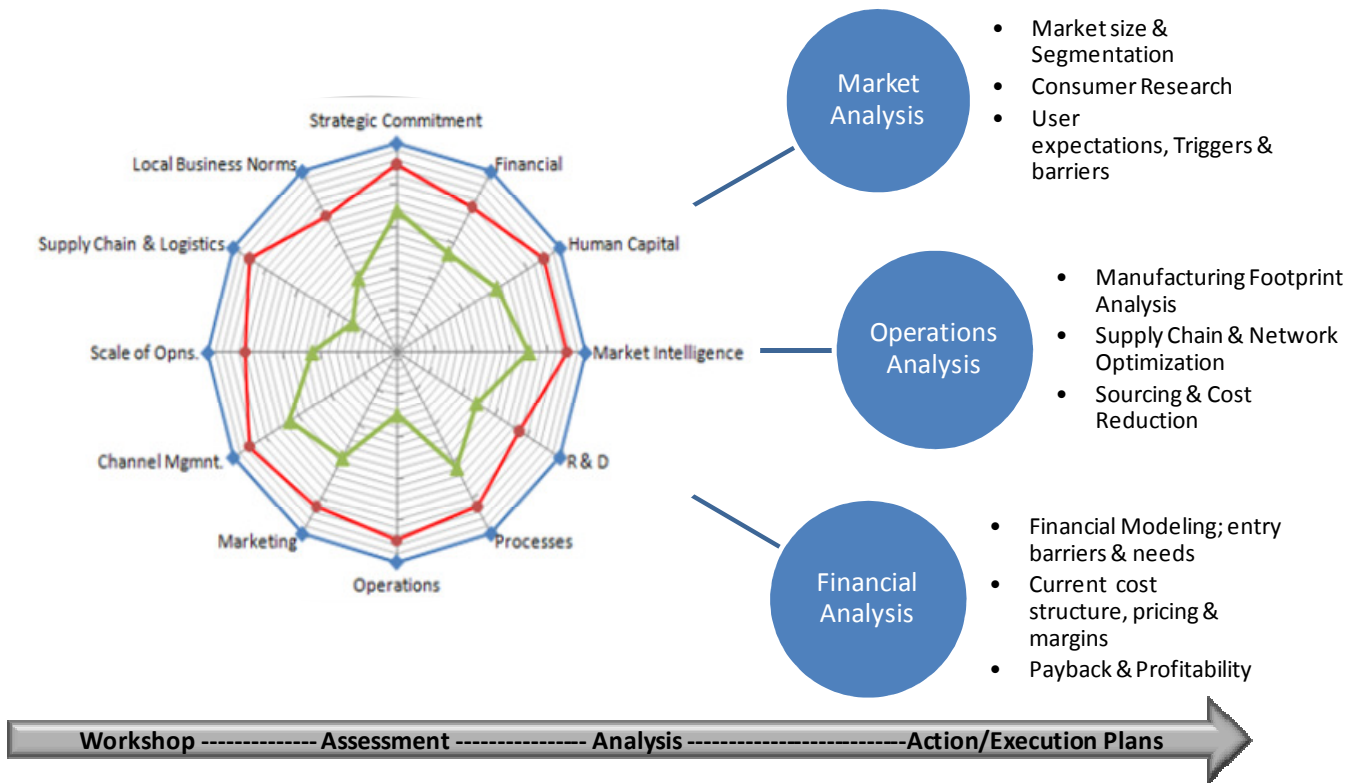 Strategic Commitment
Local Business Norms
Financial
Supply Chain & Logistics
Human Capital
Scale of Opns.
Market Intelligence
Channel Mgmnt.
R & D
Marketing
Processes
Operations
Market
Analysis
• Market size &
Segmentation
• Consumer Research
• User
expectations, Triggers &
barriers
Operations
Analysis
• Manufacturing Footprint
Analysis
• Supply Chain & Network
Optimization
• Sourcing & Cost
Reduction
Financial
Analysis
• Financial Modeling; entry
barriers & needs
• Current cost
structure, pricing &
margins
• Payback & Profitability
Workshop -------------- Assessment ---------------- Analysis ---------------------------Action/Execution Plans